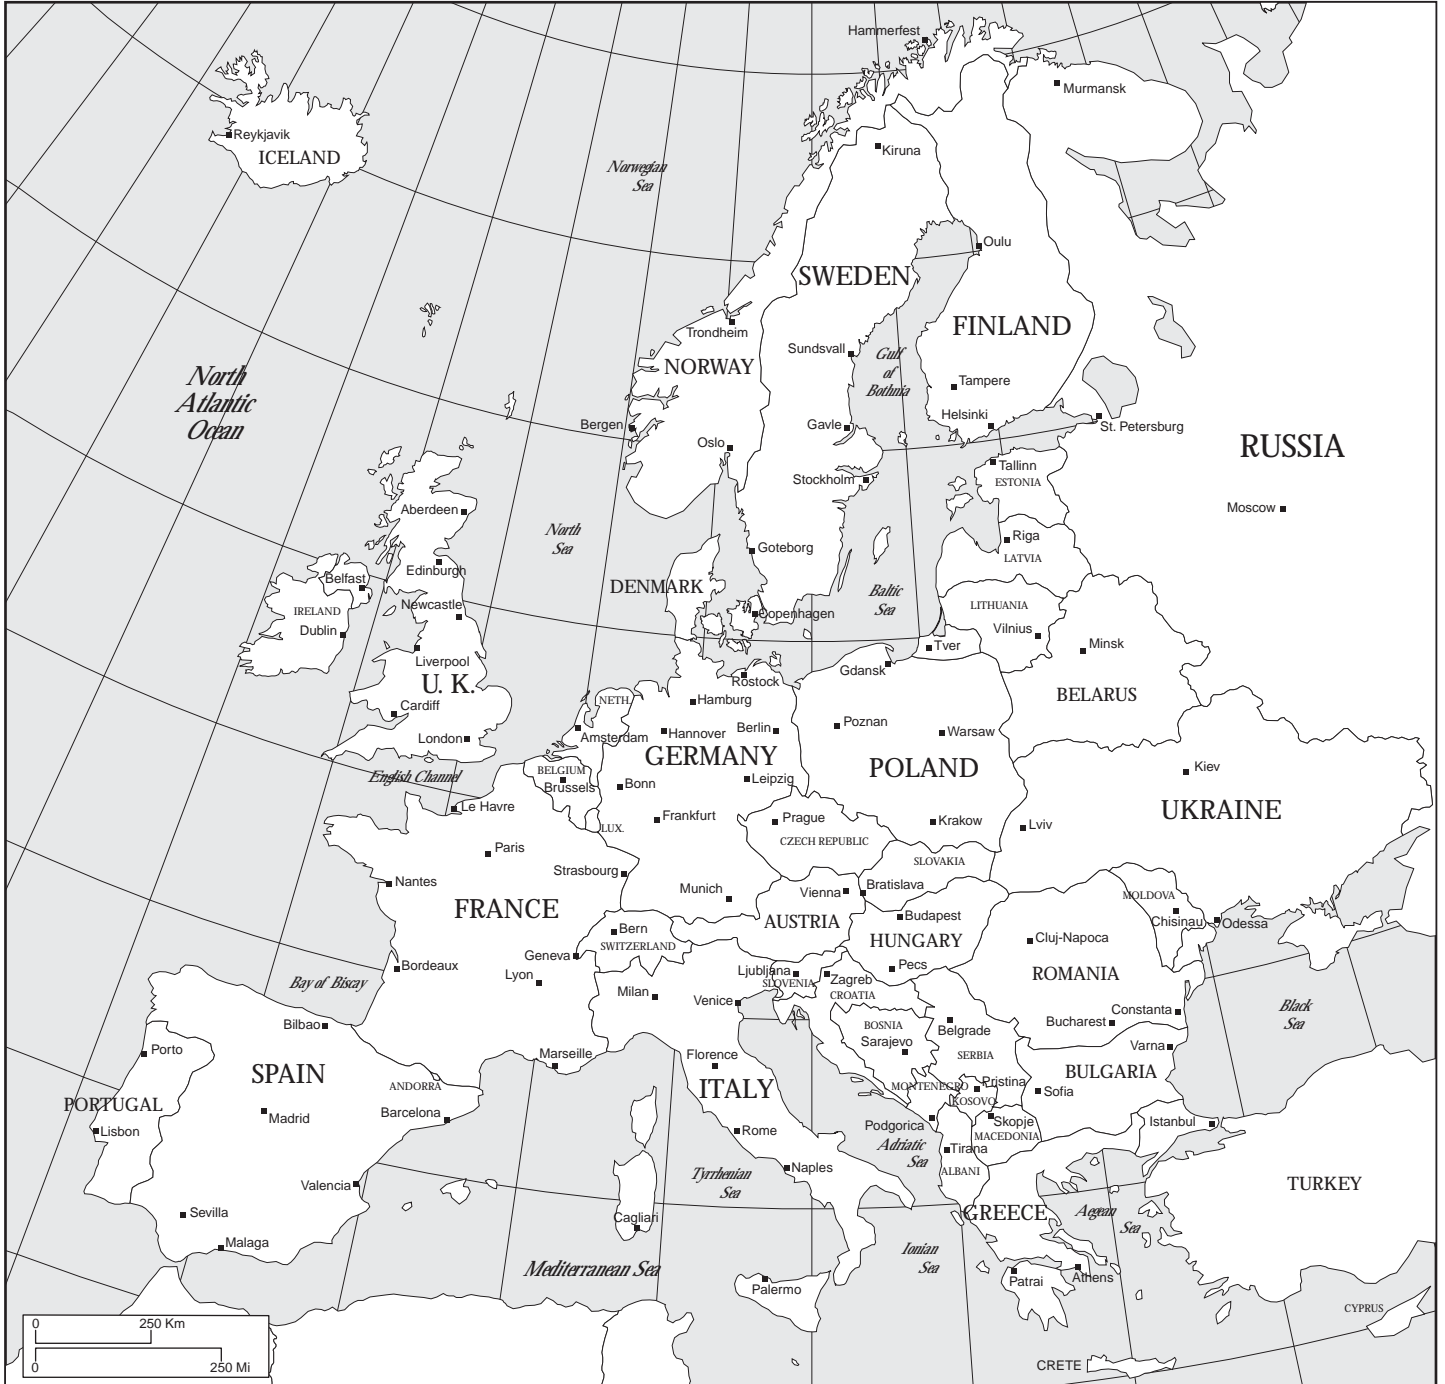 Hammerfest
Murmansk
Reykjavik
ICELAND
Kiruna
Norwegian
Sea
Oulu
SWEDEN
FINLAND
Trondheim
NORWAY
Sundsvall
Gulf
of
Bothnia
Tampere
North
Atlantic
Ocean
Bergen
Oslo
Gavle
Helsinki
St. Petersburg
RUSSIA
Stockholm
Tallinn
ESTONIA
Moscow
Aberdeen
North
Sea
Goteborg
Riga
LATVIA
Edinburgh
Belfast
DENMARK
Baltic
Sea
IRELAND
Newcastle
Copenhagen
LITHUANIA
Dublin
Vilnius
Tver
Minsk
Liverpool
U. K.
Gdansk
Rostock
BELARUS
Cardiff
NETH.
Hamburg
London
Amsterdam
Hannover
Berlin
Poznan
Warsaw
GERMANY
POLAND
English Channel
BELGIUM
Brussels
Bonn
Leipzig
Kiev
UKRAINE
Le Havre
LUX.
Frankfurt
Prague
CZECH REPUBLIC
Krakow
Lviv
Paris
Strasbourg
SLOVAKIA
Nantes
Munich
Vienna
Bratislava
MOLDOVA
FRANCE
AUSTRIA
Budapest
Chisinau
Odessa
Bern
SWITZERLAND
HUNGARY
Cluj-Napoca
Geneva
Bordeaux
Lyon
Pecs
ROMANIA
Bay of Biscay
Milan
Venice
Ljubljana
SLOVENIA
Zagreb
CROATIA
Bilbao
BOSNIA
Sarajevo
Belgrade
SERBIA
Bucharest
Constanta
Black
Sea
Porto
Marseille
Florence
Varna
SPAIN
ANDORRA
ITALY
MONTENEGRO
Pristina
KOSOVO
Sofia
BULGARIA
PORTUGAL
Madrid
Barcelona
Lisbon
Rome
Podgorica
Adriatic
Sea
Skopje
MACEDONIA
Istanbul
Tirana
ALBANI
Valencia
Tyrrhenian
Sea
Naples
TURKEY
Sevilla
Cagliari
GREECE
Aegean
Sea
Malaga
Mediterranean Sea
Ionian
Sea
Palermo
Patrai
Athens
CYPRUS
CRETE
0
250 Km
0
250 Mi